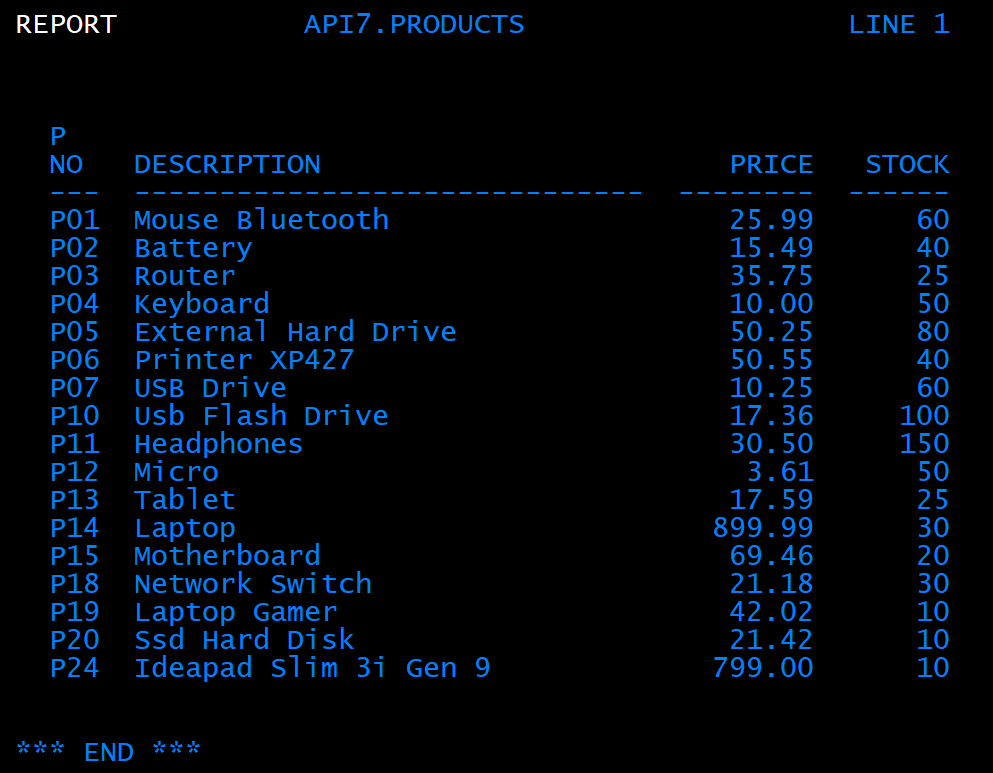 REPORT API7.PRODUCTS LINE 1
P
NO DESCRIPTION PRICE STOCK
--- ------------------------------ -------- ------
P01 Mouse Bluetooth 25.99 60
P02 Battery 15.49 40
P03 Router 35.75 25
P04 Keyboard 10.00 50
P05 External Hard Drive 50.25 80
P06 Printer XP427 50.55 40
P07 USB Drive 10.25 60
P10 Usb Flash Drive 17.36 100
P11 Headphones 30.50 150
P12 Micro 3.61 50
P13 Tablet 17.59 25
P14 Laptop 899.99 30
P15 Motherboard 69.46 20
P18 Network Switch 21.18 30
P19 Laptop Gamer 42.02 10
P20 Ssd Hard Disk 21.42 10
P24 Ideapad Slim 3i Gen 9 799.00 10
*** END ***